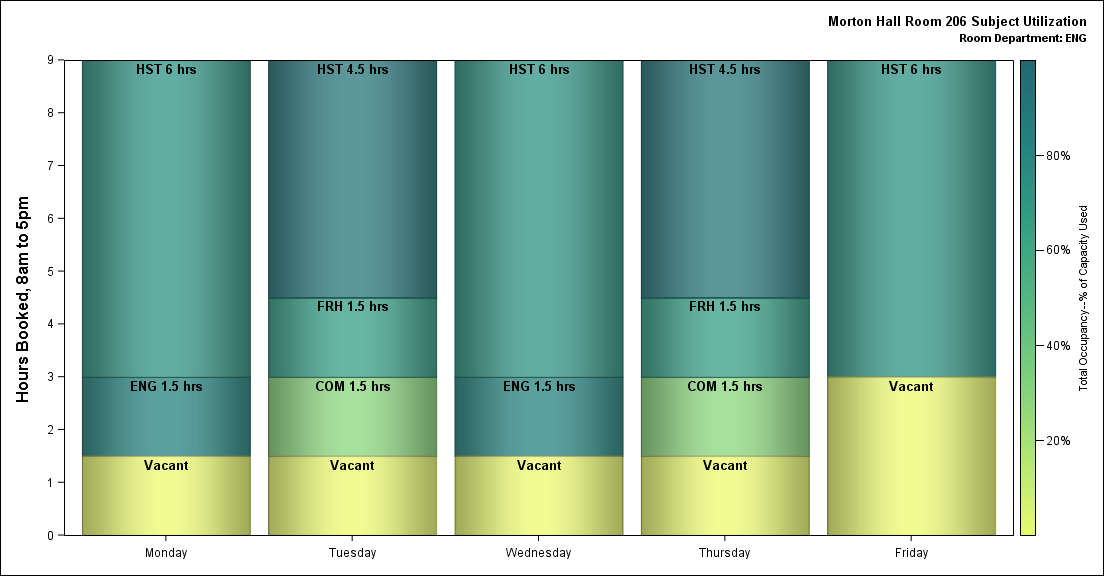 Morton Hall Room 206 Subject Utilization
Room Department: ENG
Hours Booked, 8am to 5pm
9
8
7
6
5
4
3
2
1
0
HST 6 hrs
ENG 1.5 hrs
Vacant
HST 4.5 hrs
FRH 1.5 hrs
COM 1.5 hrs
Vacant
HST 6 hrs
ENG 1.5 hrs
Vacant
HST 4.5 hrs
FRH 1.5 hrs
COM 1.5 hrs
Vacant
HST 6 hrs
Vacant
Monday
Tuesday
Wednesday
Thursday
Friday
80%
60%
40%
20%
Total Occupancy--% of Capacity Used